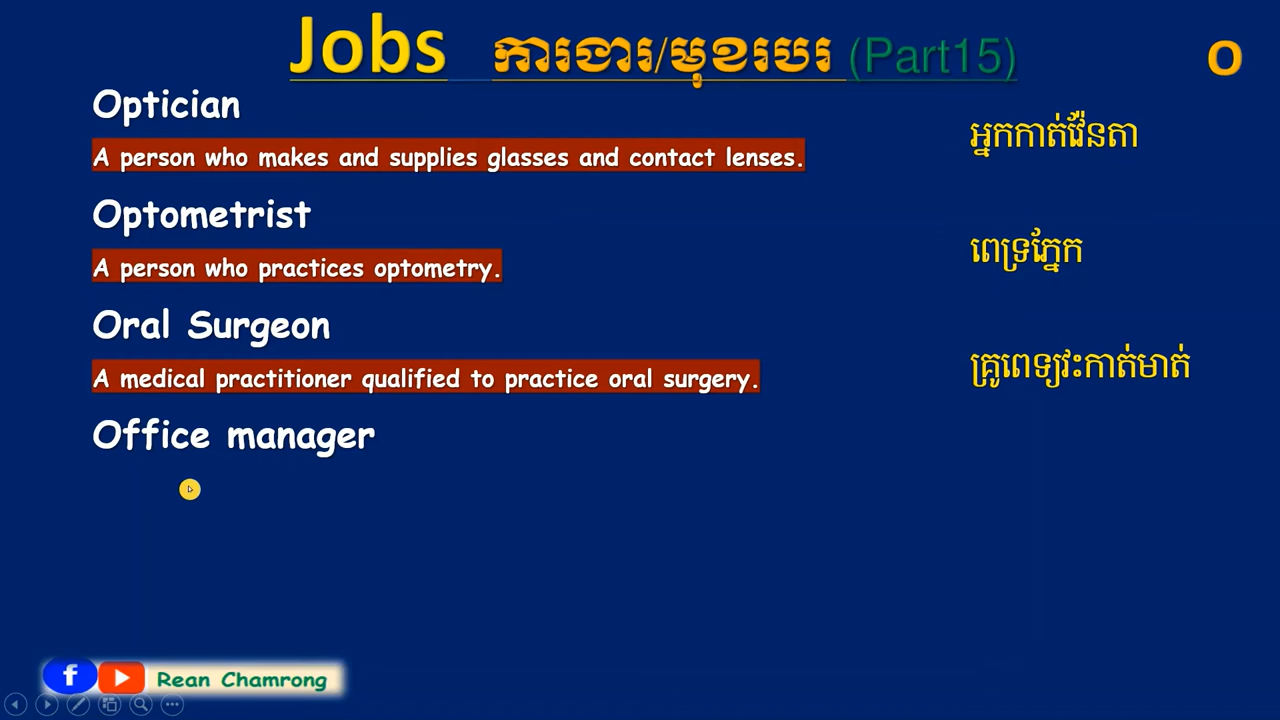 Jobs ការងារ/មុខរបរ (Part15)
O
Optician
អ្នកកាត់វ៉ែនតា
A person who makes and supplies glasses and contact lenses.
Optometrist
ពេទ្រភ្នែក
A person who practices optometry.
Oral Surgeon
គ្រូពេទ្យវះកាត់មាត់
A medical practitioner qualified to practice oral surgery.
Office manager
f Rean Chamrong